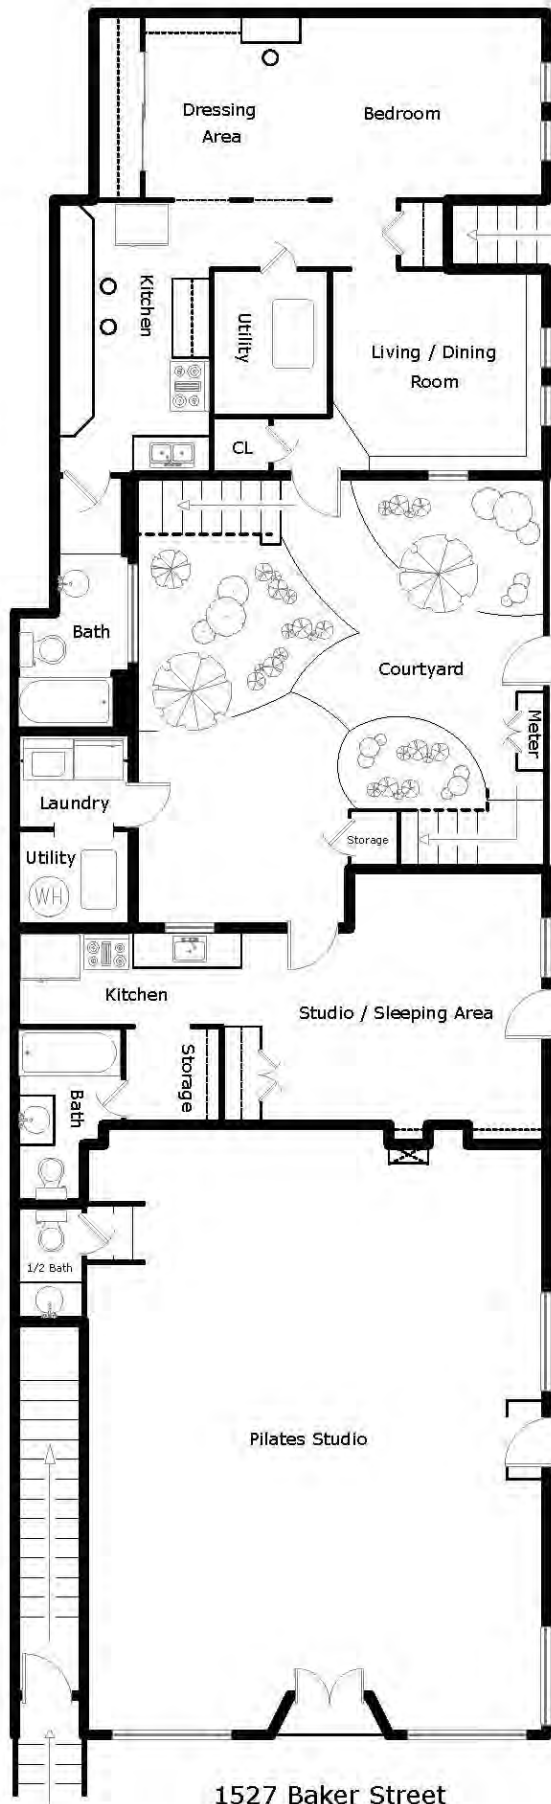 Dressing
Area
Bedroom
Kitchen
Utility
Living / Dining
Room
CL
Bath
Courtyard
Meter
Laundry
Storage
Utility
WH
Kitchen
Studio / Sleeping Area
Storage
Bath
1/2 Bath
Pilates Studio
1527 Baker Street